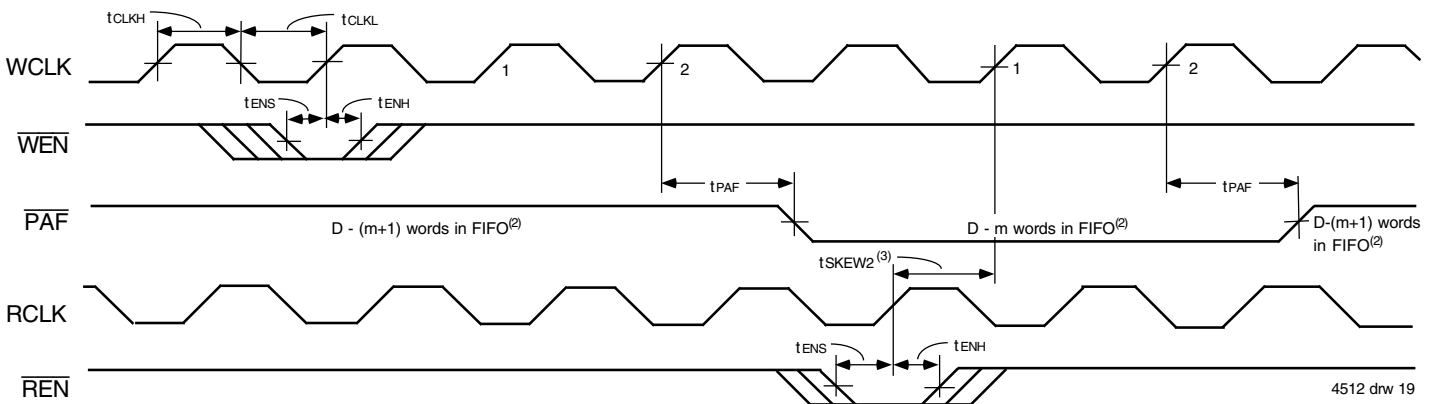 tCLKH tCLKL
WCLK 1 2 1 2
tENS tENH
WEN
tPAF tPAF
PAF D - (m+1) words in FIFO(2) D - m words in FIFO(2) D-(m+1) words
in FIFO(2)
tSKEW2(3)
RCLK
tENS tENH
REN
4512 drw 19